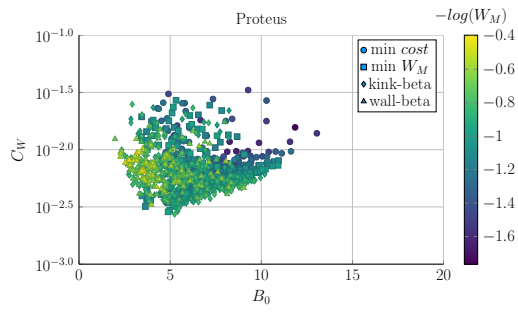 Proteus
−log(W_M)
min cost
min W_M
kink-beta
wall-beta
10^−1.0
10^−1.5
10^−2.0
10^−2.5
10^−3.0
C_W
0
5
10
15
20
B_0
−0.4
−0.6
−0.8
−1
−1.2
−1.4
−1.6